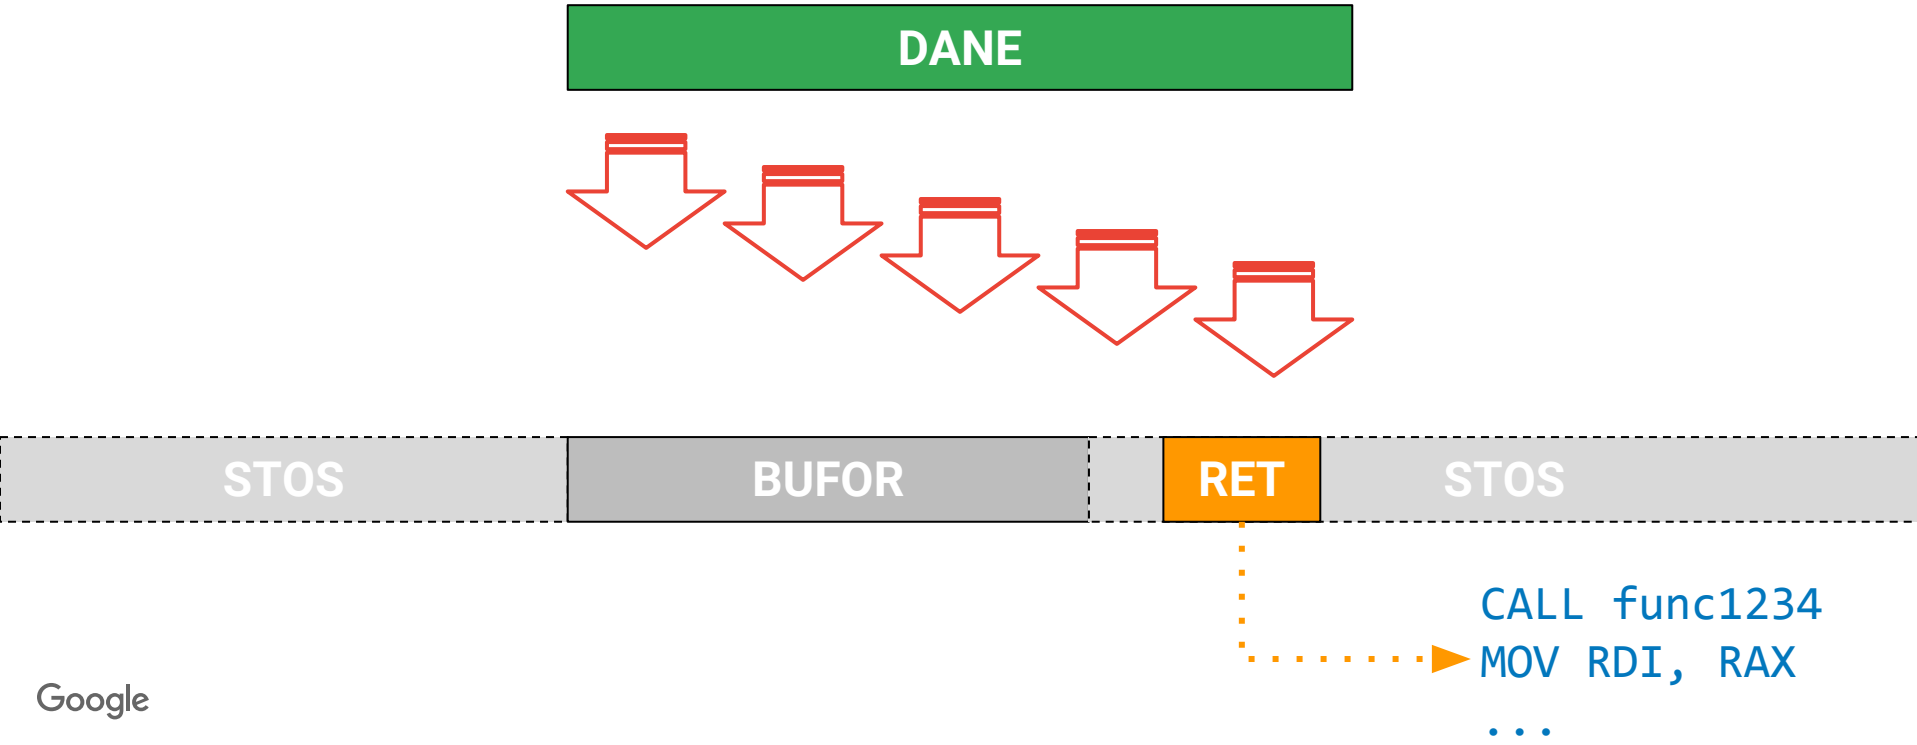 DANE
STOS
BUFOR
RET
STOS
CALL func1234
MOV RDI, RAX
...
Google